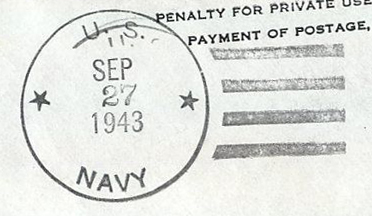 PENALTY FOR PRIVATE USE
PAYMENT OF POSTAGE,
U. S.
SEP
27
1943
NAVY